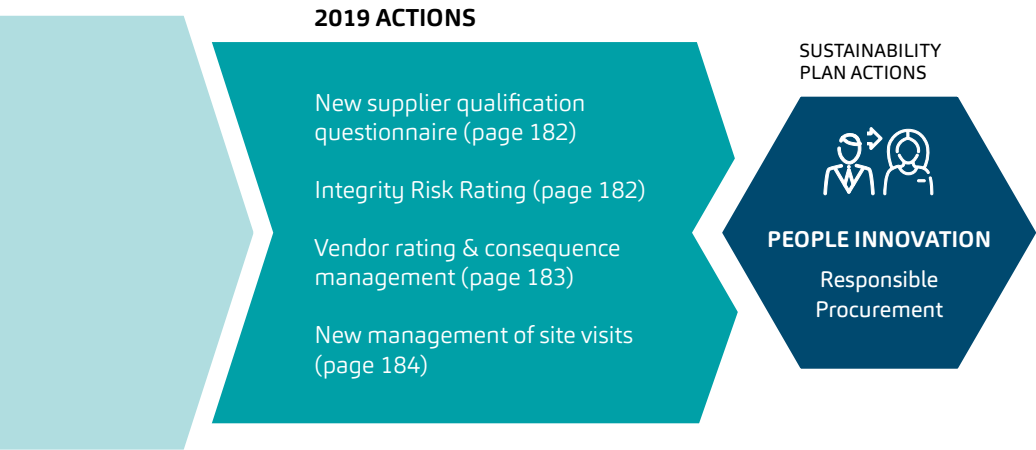 2019 ACTIONS
New supplier qualification
questionnaire (page 182)
Integrity Risk Rating (page 182)
Vendor rating & consequence
management (page 183)
New management of site visits
(page 184)
SUSTAINABILITY
PLAN ACTIONS
PEOPLE INNOVATION
Responsible
Procurement